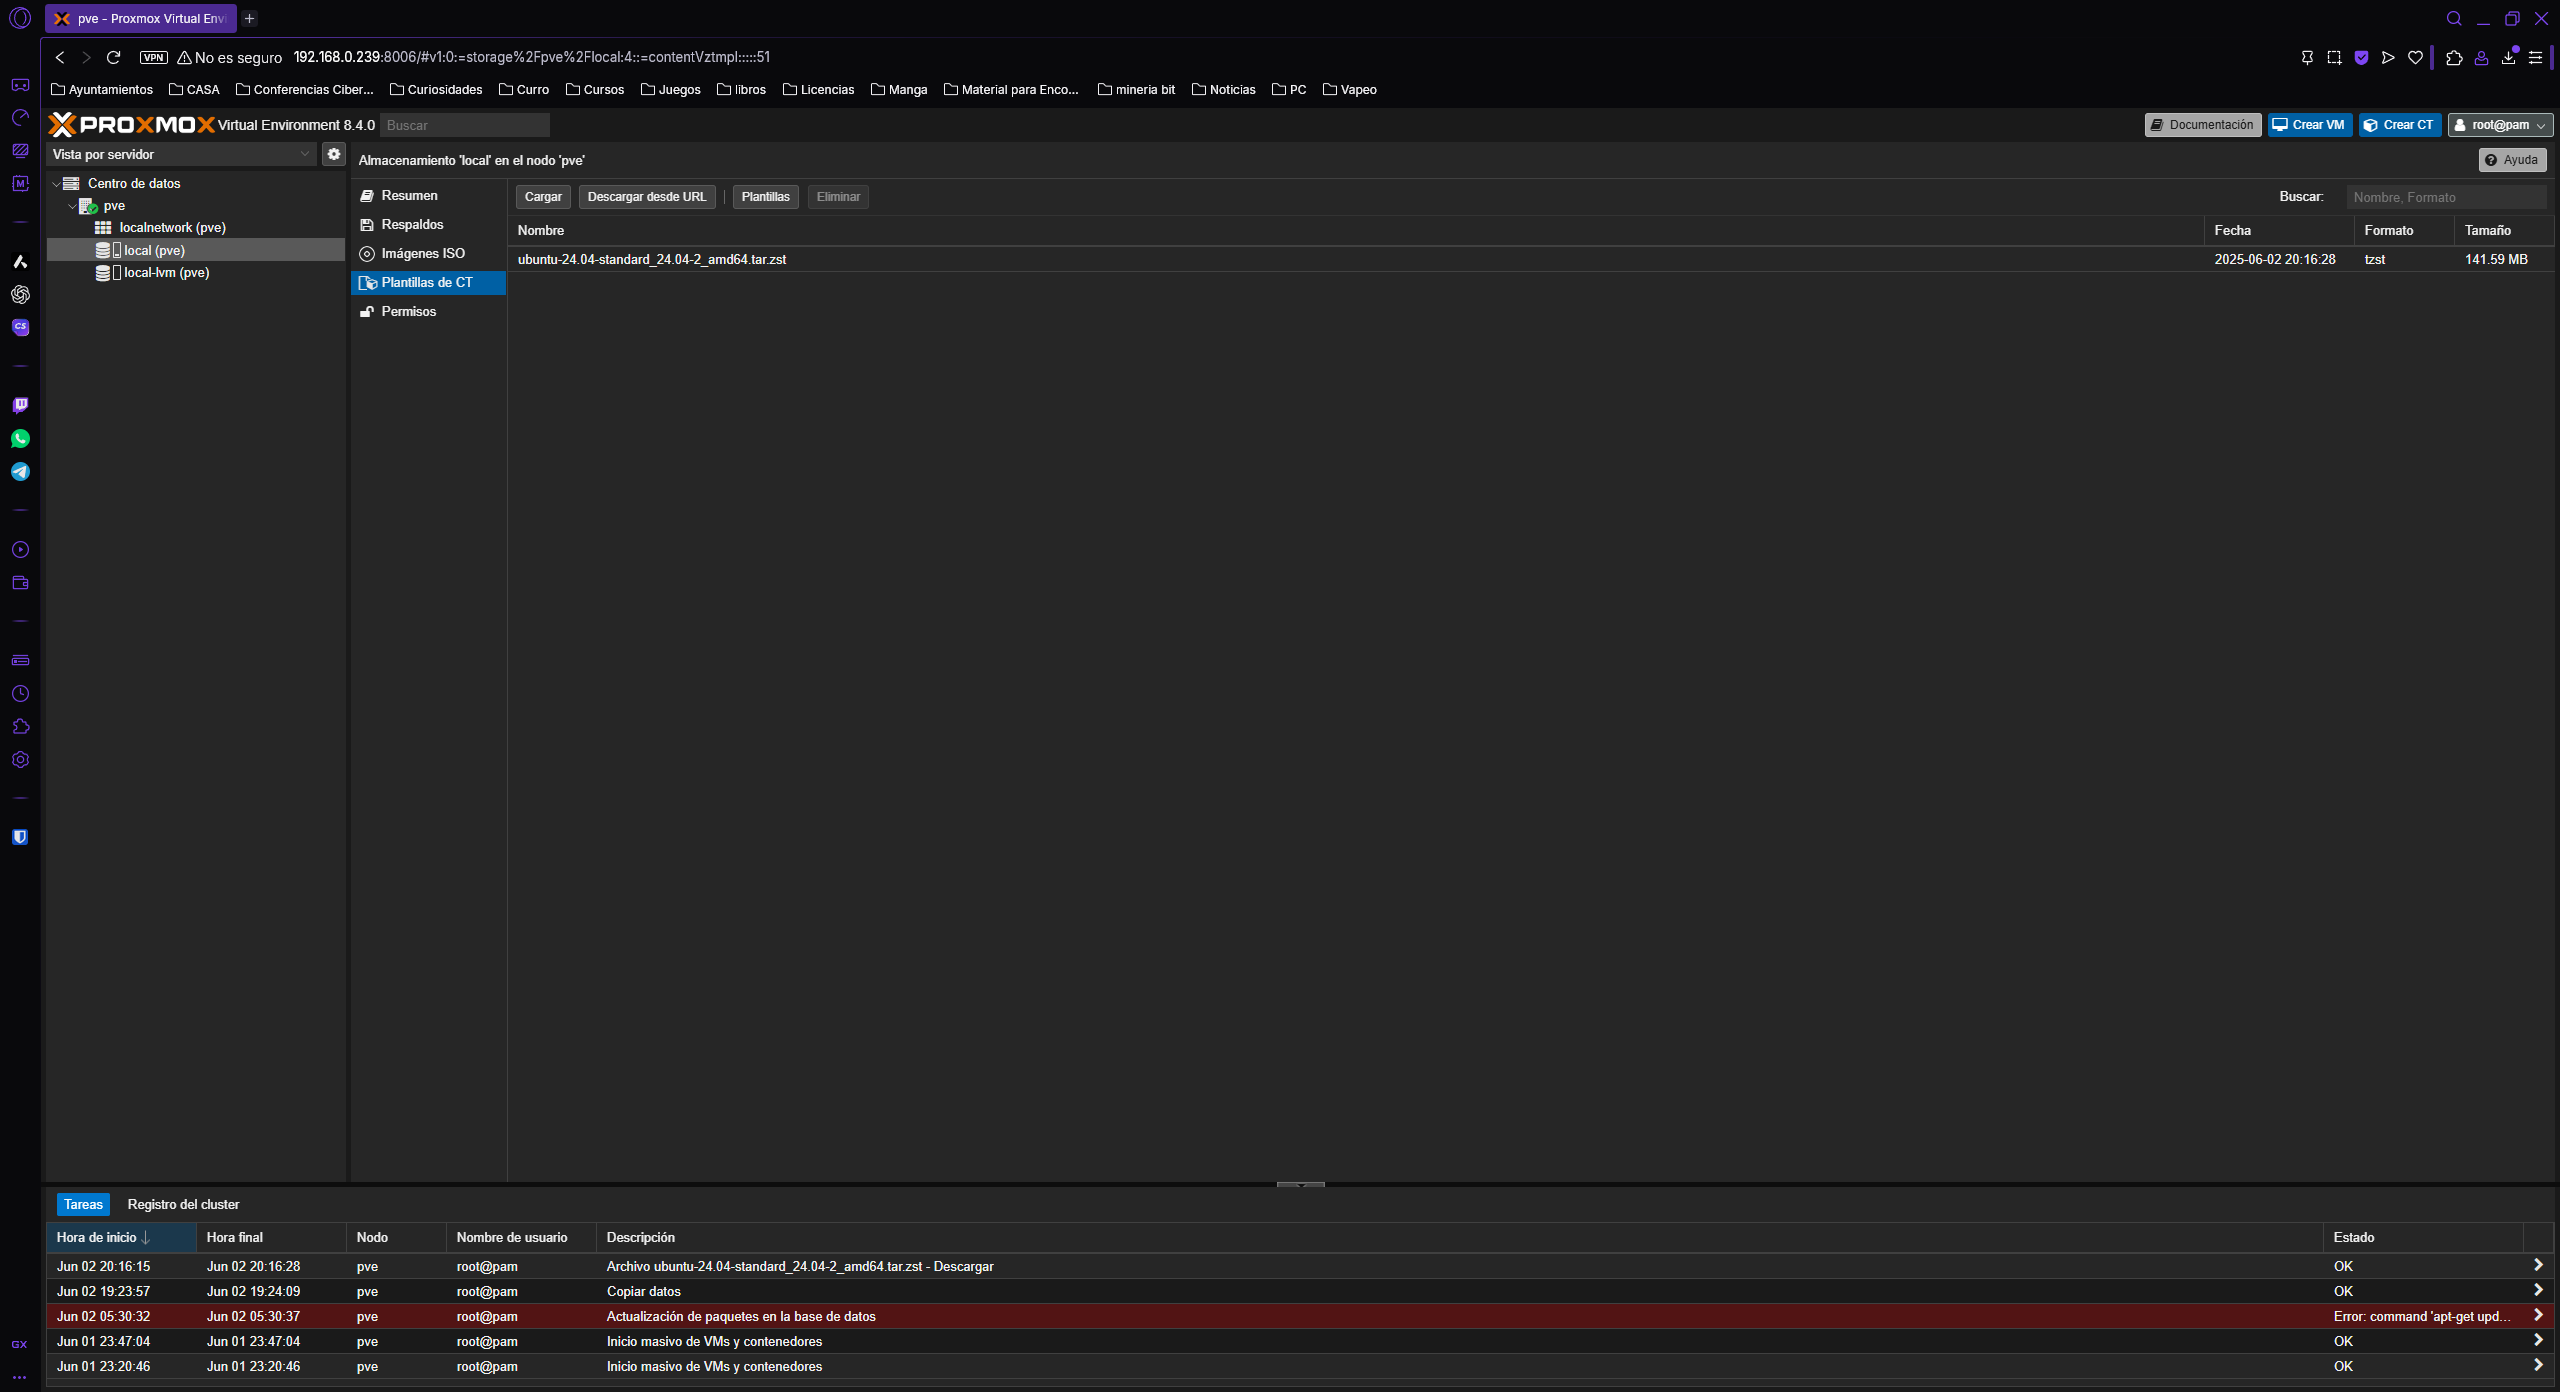 pve - Proxmox Virtual Envi
VPN No es seguro 192.168.0.239:8006/#v1:0:=storage%2Fpve%2Flocal:4::=contentVztmpl:::::51
Ayuntamientos CASA Conferencias Ciber... Curiosidades Curro Cursos Juegos libros Licencias Manga Material para Enco... mineria bit Noticias PC Vapeo
PROXMOX Virtual Environment 8.4.0 Buscar Documentación Crear VM Crear CT root@pam
Vista por servidor
Almacenamiento 'local' en el nodo 'pve' Ayuda
Centro de datos
pve
localnetwork (pve)
local (pve)
local-lvm (pve)
Resumen
Respaldos
Imágenes ISO
Plantillas de CT
Permisos
Cargar Descargar desde URL Plantillas Eliminar Buscar: Nombre, Formato
Nombre Fecha Formato Tamaño
ubuntu-24.04-standard_24.04-2_amd64.tar.zst 2025-06-02 20:16:28 tzst 141.59 MB
M
CS
GX
Tareas Registro del cluster
Hora de inicio Hora final Nodo Nombre de usuario Descripción Estado
Jun 02 20:16:15 Jun 02 20:16:28 pve root@pam Archivo ubuntu-24.04-standard_24.04-2_amd64.tar.zst - Descargar OK
Jun 02 19:23:57 Jun 02 19:24:09 pve root@pam Copiar datos OK
Jun 02 05:30:32 Jun 02 05:30:37 pve root@pam Actualización de paquetes en la base de datos Error: command 'apt-get upd...
Jun 01 23:47:04 Jun 01 23:47:04 pve root@pam Inicio masivo de VMs y contenedores OK
Jun 01 23:20:46 Jun 01 23:20:46 pve root@pam Inicio masivo de VMs y contenedores OK